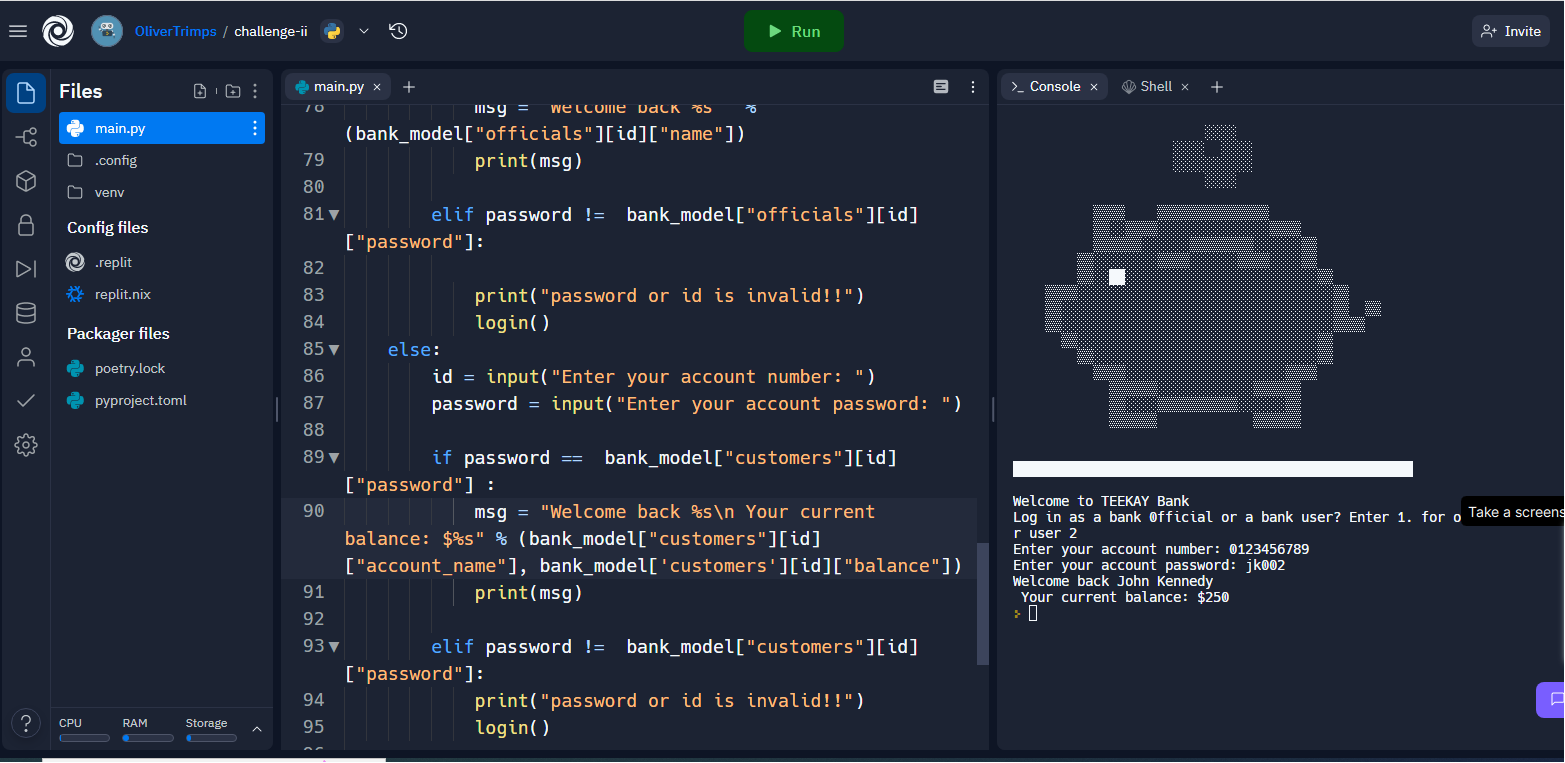 OliverTrimps / challenge-ii
Run
Invite
Files
main.py
.config
venv
Config files
.replit
replit.nix
Packager files
poetry.lock
pyproject.toml
CPU
RAM
Storage
main.py
78 msg = "Welcome back %s" %
(bank_model["officials"][id]["name"])
79 print(msg)
80
81 elif password != bank_model["officials"][id]
["password"]:
82
83 print("password or id is invalid!!")
84 login()
85 else:
86 id = input("Enter your account number: ")
87 password = input("Enter your account password: ")
88
89 if password == bank_model["customers"][id]
["password"] :
90 msg = "Welcome back %s\n Your current
balance: $%s" % (bank_model["customers"][id]
["account_name"], bank_model['customers'][id]["balance"])
91 print(msg)
92
93 elif password != bank_model["customers"][id]
["password"]:
94 print("password or id is invalid!!")
95 login()
96
Console
Shell
Welcome to TEEKAY Bank
Log in as a bank 0fficial or a bank user? Enter 1. for o
r user 2
Enter your account number: 0123456789
Enter your account password: jk002
Welcome back John Kennedy
Your current balance: $250
Take a screens